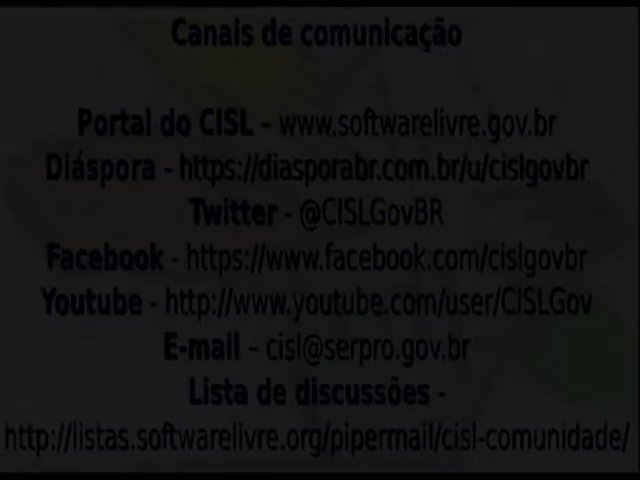 Canais de comunicação
Portal do CISL - www.softwarelivre.gov.br
Diáspora - https://diasporabr.com.br/u/cislgovbr
Twitter - @CISLGovBR
Facebook - https://www.facebook.com/cislgovbr
Youtube - http://www.youtube.com/user/CISLGov
E-mail - cisl@serpro.gov.br
Lista de discussões -
http://listas.softwarelivre.org/pipermail/cisl-comunidade/